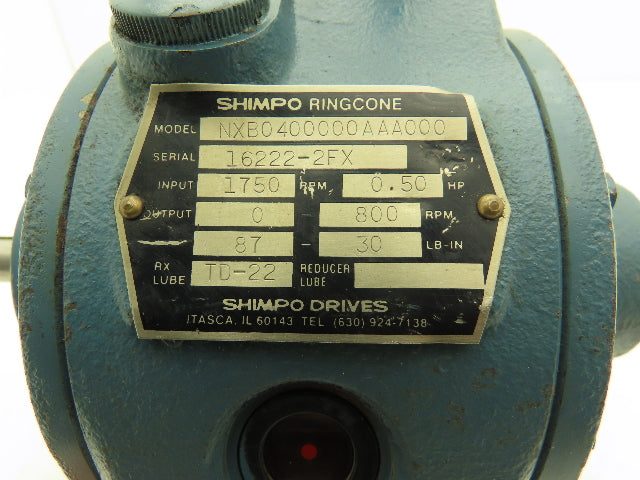 SHIMPO RINGCONE
MODEL NXB0400000AAA000
SERIAL 16222-2FX
INPUT 1750 RPM 0.50 HP
OUTPUT 0 - 800 RPM
87 - 30 LB-IN
RX LUBE TD-22 REDUCER LUBE
SHIMPO DRIVES
ITASCA, IL 60143 TEL (630) 924-7138